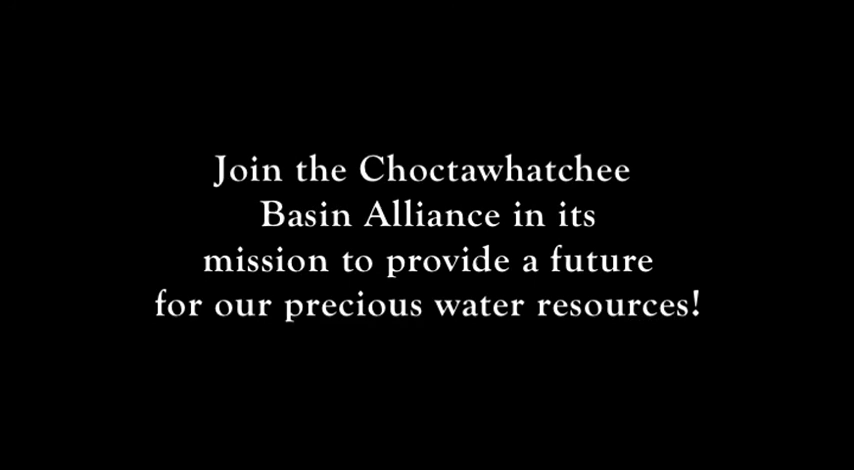 Join the Choctawhatchee
Basin Alliance in its
mission to provide a future
for our precious water resources!